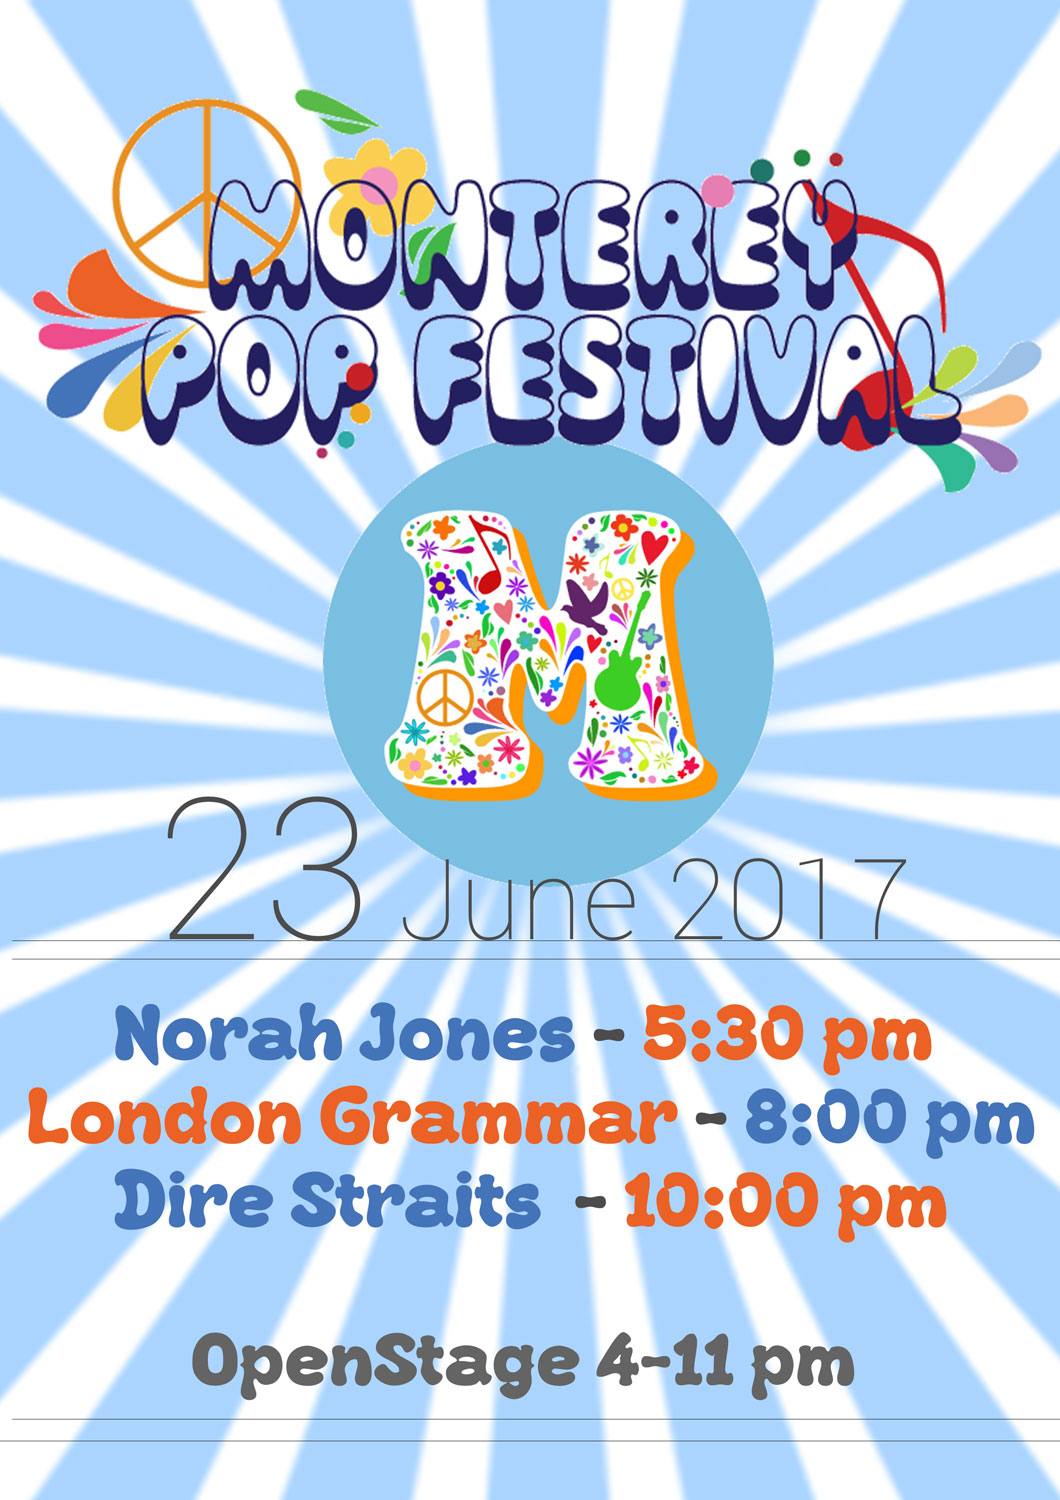 MONTEREY
POP FESTIVAL
M
23 June 2017
Norah Jones - 5:30 pm
London Grammar - 8:00 pm
Dire Straits - 10:00 pm
OpenStage 4-11 pm